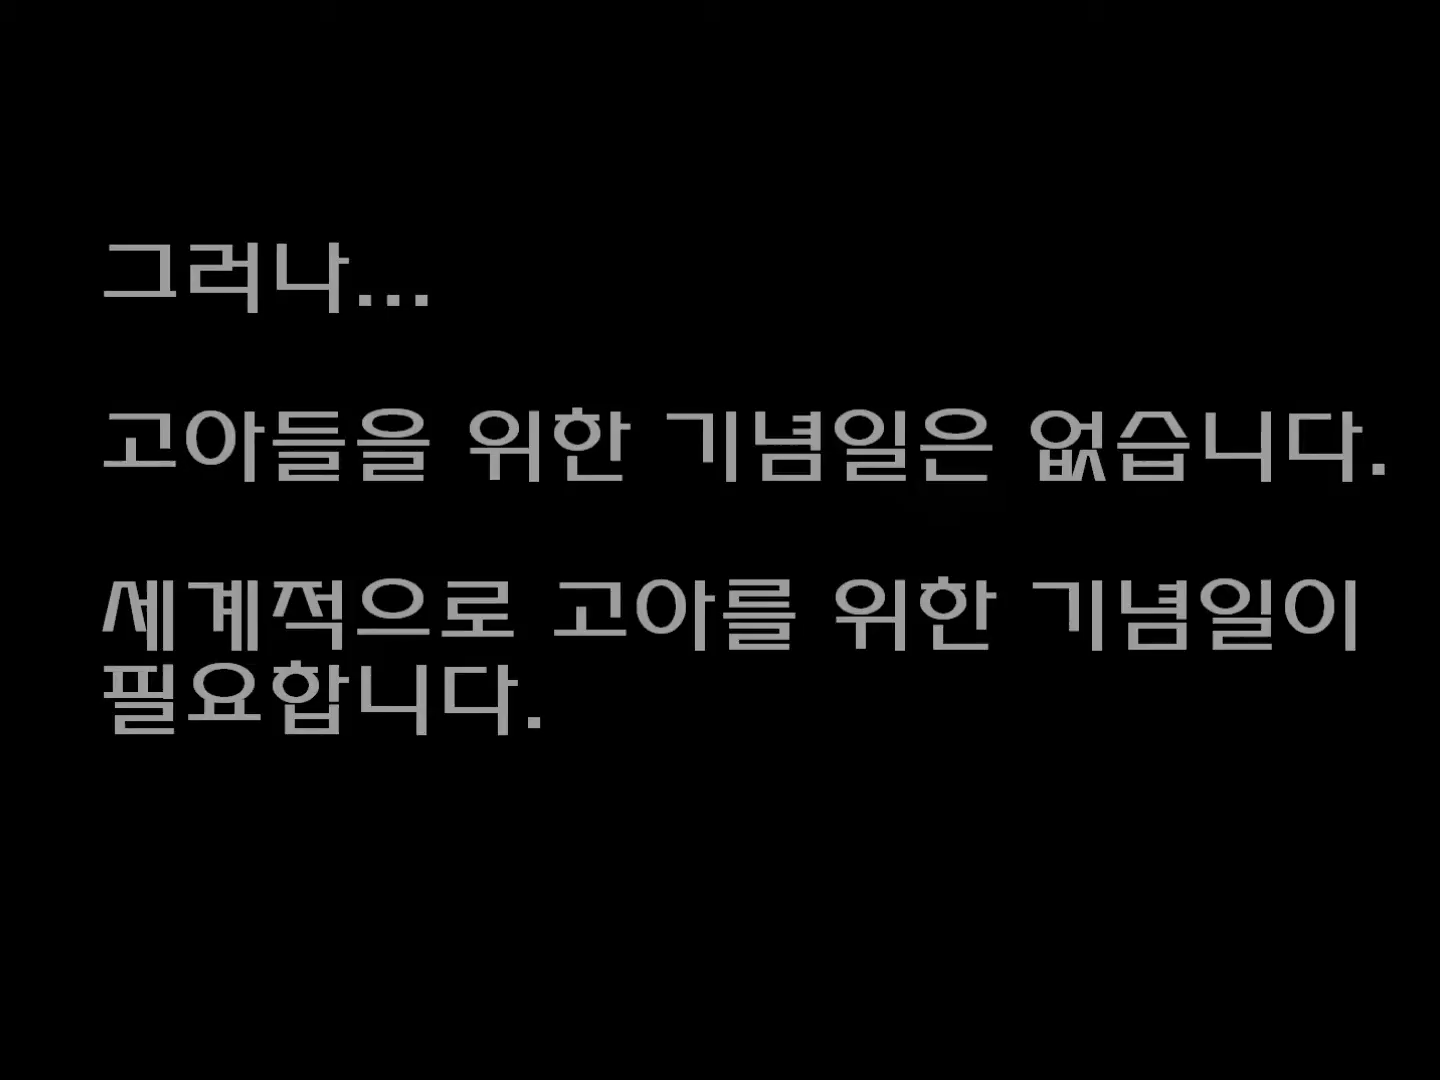 그러나...
고아들을 위한 기념일은 없습니다.
세계적으로 고아를 위한 기념일이
필요합니다.